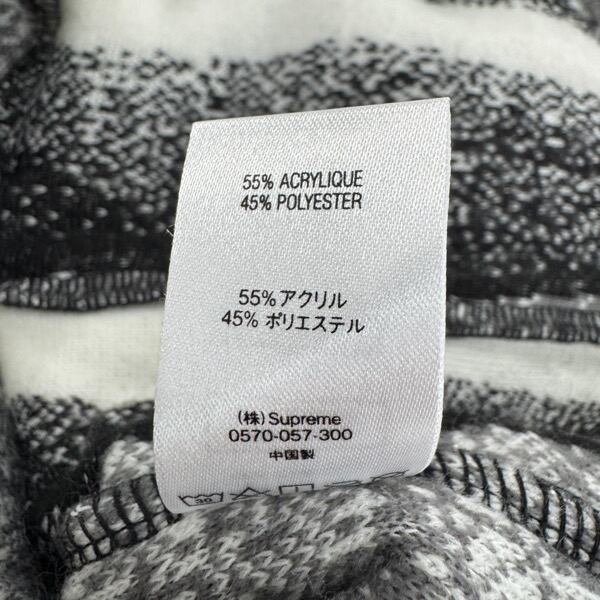 55% ACRYLIQUE
45% POLYESTER
55%アクリル
45% ポリエステル
(株) Supreme
0570-057-300
中国製
30